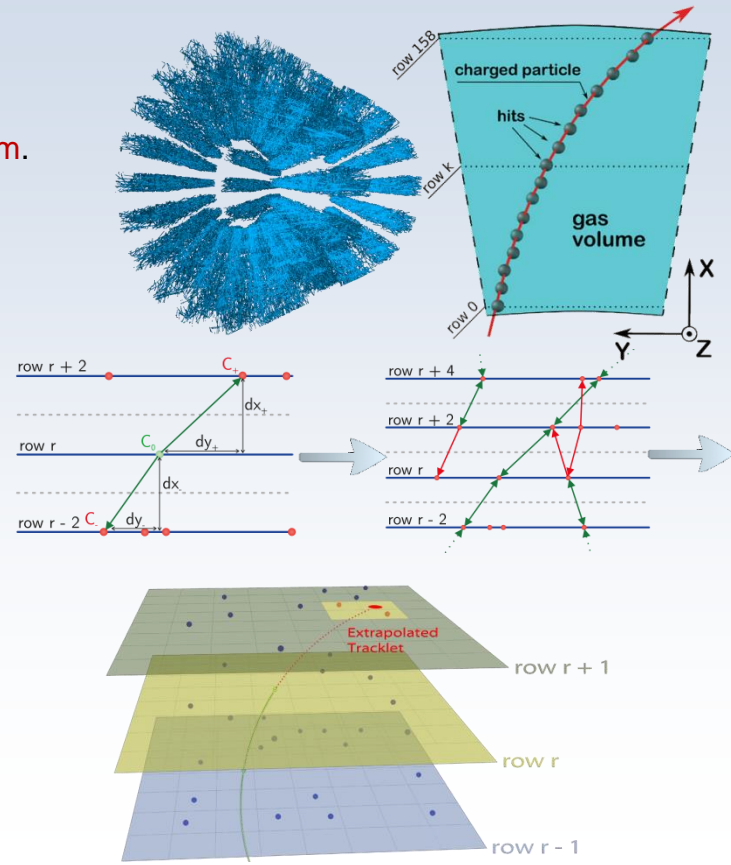 m.
row 158
charged particle
hits
row k
gas
volume
row 0
X
Y
Z
row r + 2
C+
dx+
row r
C0
dy+
dx-
row r - 2
C-
dy-
row r + 4
row r + 2
row r
row r - 2
Extrapolated
Tracklet
row r + 1
row r
row r - 1